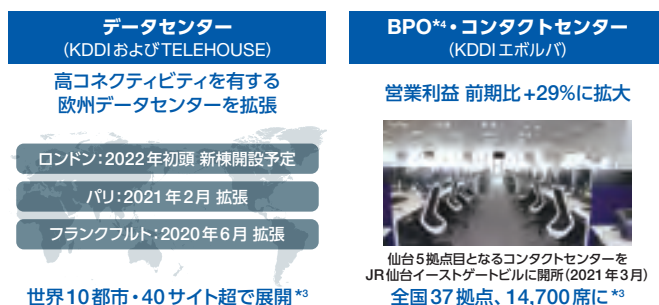 データセンター
(KDDIおよびTELEHOUSE)
高コネクティビティを有する
欧州データセンターを拡張
ロンドン:2022年初頭 新棟開設予定
パリ:2021年2月 拡張
フランクフルト:2020年6月 拡張
世界10都市・40サイト超で展開*3
BPO*4・コンタクトセンター
(KDDIエボルバ)
営業利益 前期比+29%に拡大
仙台5拠点目となるコンタクトセンターを
JR仙台イーストゲートビルに開所(2021年3月)
全国37拠点、14,700席に*3